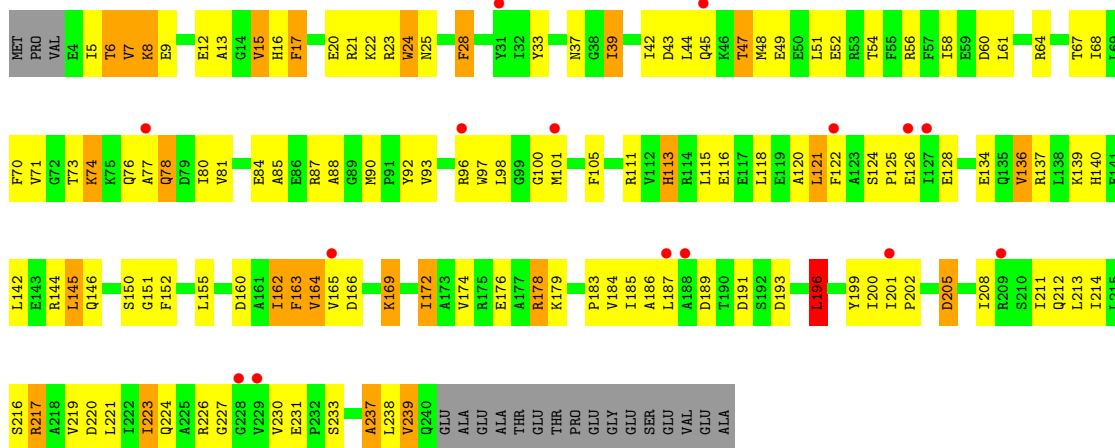 MET PRO VAL E4 I5 T6 V7 K8 E9 E12 A13 G14 V15 H16 F17 E20 R21 K22 R23 W24 N25 F28 Y31 I32 Y33 N37 G38 I39 I42 D43 L44 Q45 K46 T47 M48 E49 E50 L51 E52 R53 T54 F55 R56 F57 I58 E59 D60 L61 R64 T67 I68 L69
F70 V71 G72 T73 K74 K75 Q76 A77 Q78 D79 I80 V81 E84 A85 E86 R87 A88 G89 M90 P91 Y92 V93 R96 W97 L98 G99 G100 M101 F105 R111 V112 H113 R114 L115 E116 E117 L118 E119 A120 L121 F122 A123 S124 P125 E126 I127 E128 E134 Q135 V136 R137 L138 K139 H140 E141
L142 E143 R144 L145 Q146 S150 G151 F152 L155 D160 A161 I162 F163 V164 V165 D166 K169 I172 A173 V174 R175 E176 A177 R178 K179 P183 V184 I185 A186 L187 A188 D189 T190 D191 S192 D193 L196 Y199 I200 I201 P202 D205 I208 R209 S210 I211 Q212 L213 I214 I215
S216 R217 A218 V219 D220 L221 I222 I223 Q224 A225 R226 G227 G228 V229 V230 E231 P232 S233 A237 L238 V239 Q240 GLU ALA GLU ALA THR GLU THR PRO GLU GLY GLU SER GLU VAL GLU ALA